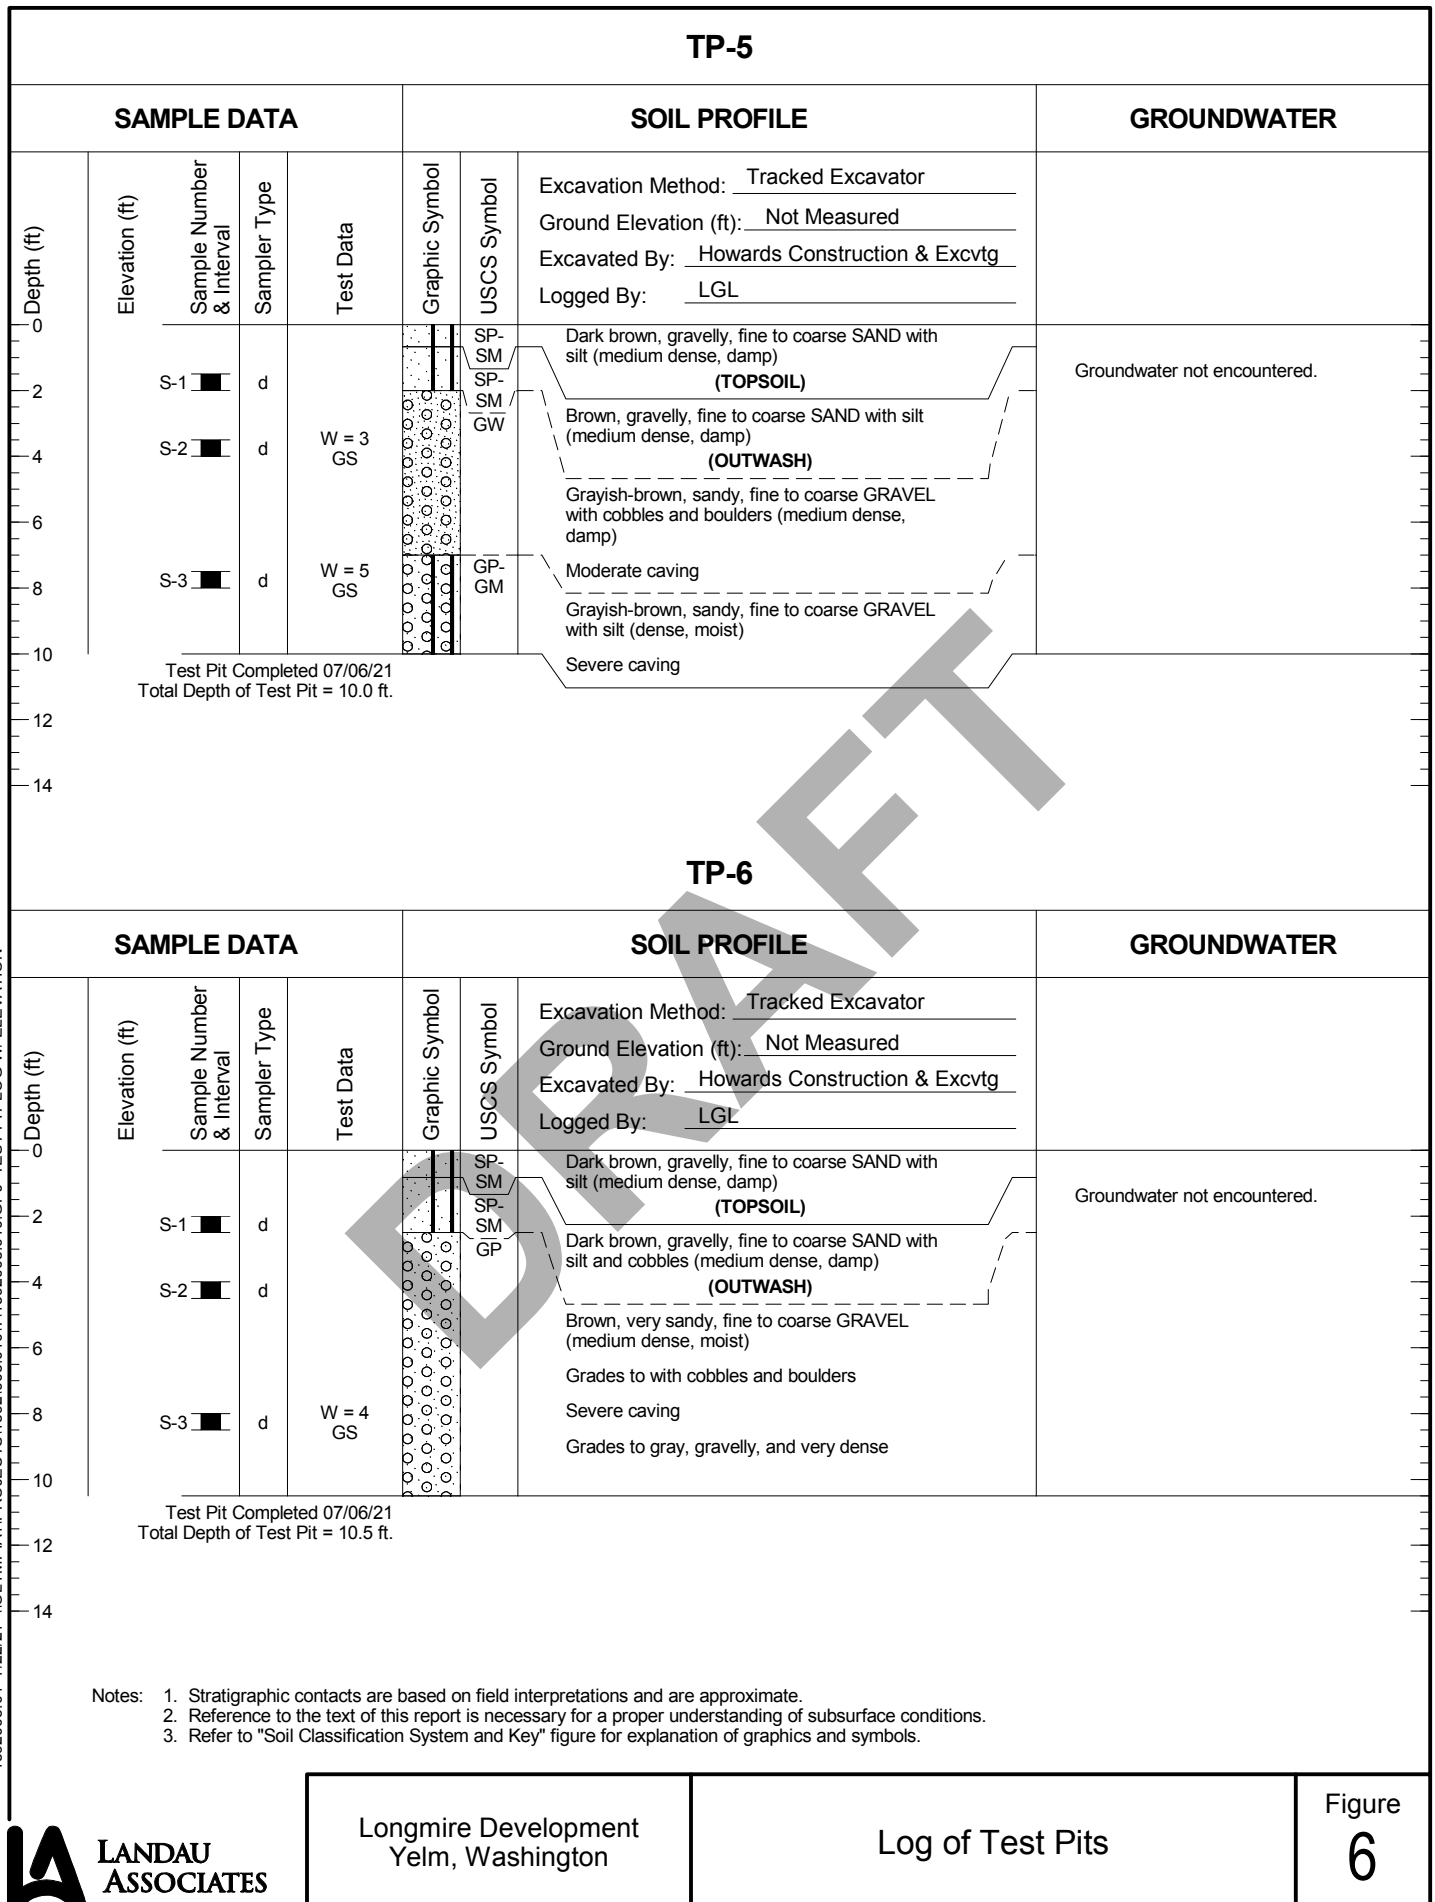 TP-5
SAMPLE DATA
SOIL PROFILE
GROUNDWATER
Depth (ft)
Elevation (ft)
Sample Number
& Interval
Sampler Type
Test Data
Graphic Symbol
USCS Symbol
Excavation Method: Tracked Excavator
Ground Elevation (ft): Not Measured
Excavated By: Howards Construction & Excvtg
Logged By: LGL
0
2
4
6
8
10
12
14
S-1 d
S-2 d W = 3
GS
S-3 d W = 5
GS
SP-
SM
SP-
SM
GW
GP-
GM
Dark brown, gravelly, fine to coarse SAND with
silt (medium dense, damp)
(TOPSOIL)
Brown, gravelly, fine to coarse SAND with silt
(medium dense, damp)
(OUTWASH)
Grayish-brown, sandy, fine to coarse GRAVEL
with cobbles and boulders (medium dense,
damp)
Moderate caving
Grayish-brown, sandy, fine to coarse GRAVEL
with silt (dense, moist)
Severe caving
Groundwater not encountered.
Test Pit Completed 07/06/21
Total Depth of Test Pit = 10.0 ft.
DRAFT
TP-6
SAMPLE DATA
SOIL PROFILE
GROUNDWATER
Depth (ft)
Elevation (ft)
Sample Number
& Interval
Sampler Type
Test Data
Graphic Symbol
USCS Symbol
Excavation Method: Tracked Excavator
Ground Elevation (ft): Not Measured
Excavated By: Howards Construction & Excvtg
Logged By: LGL
0
2
4
6
8
10
12
14
S-1 d
S-2 d
S-3 d W = 4
GS
SP-
SM
SP-
SM
GP
Dark brown, gravelly, fine to coarse SAND with
silt (medium dense, damp)
(TOPSOIL)
Dark brown, gravelly, fine to coarse SAND with
silt and cobbles (medium dense, damp)
(OUTWASH)
Brown, very sandy, fine to coarse GRAVEL
(medium dense, moist)
Grades to with cobbles and boulders
Severe caving
Grades to gray, gravelly, and very dense
Groundwater not encountered.
Test Pit Completed 07/06/21
Total Depth of Test Pit = 10.5 ft.
Notes: 1. Stratigraphic contacts are based on field interpretations and are approximate.
2. Reference to the text of this report is necessary for a proper understanding of subsurface conditions.
3. Refer to "Soil Classification System and Key" figure for explanation of graphics and symbols.
LANDAU
ASSOCIATES
Longmire Development
Yelm, Washington
Log of Test Pits
Figure
6